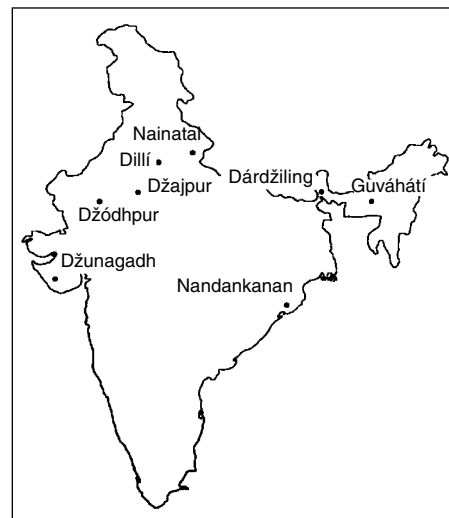 Nainatal
Dillí
Dárdžiling
Džajpur
Guváhátí
Džódhpur
Džunagadh
Nandankanan